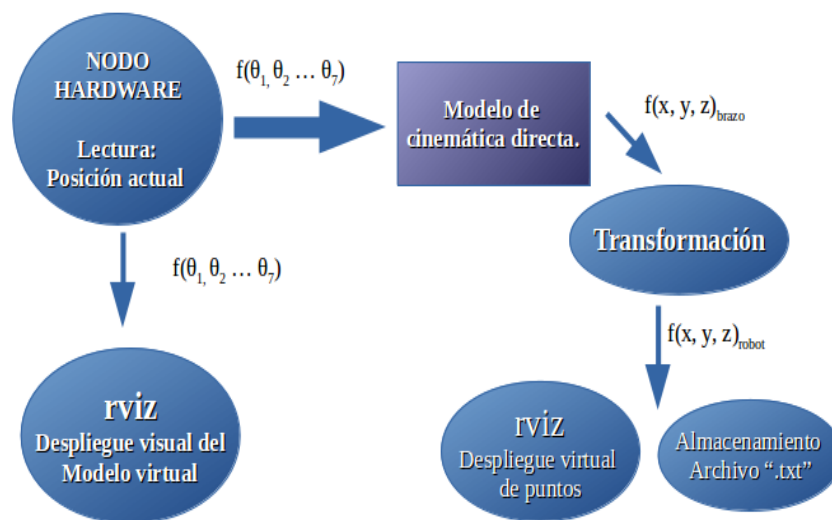 NODO
HARDWARE
Lectura:
Posición actual
f(θ1, θ2 … θ7)
Modelo de
cinemática directa.
f(x, y, z)brazo
Transformación
f(θ1, θ2 … θ7)
f(x, y, z)robot
rviz
Despliegue visual del
Modelo virtual
rviz
Despliegue virtual
de puntos
Almacenamiento
Archivo “.txt”